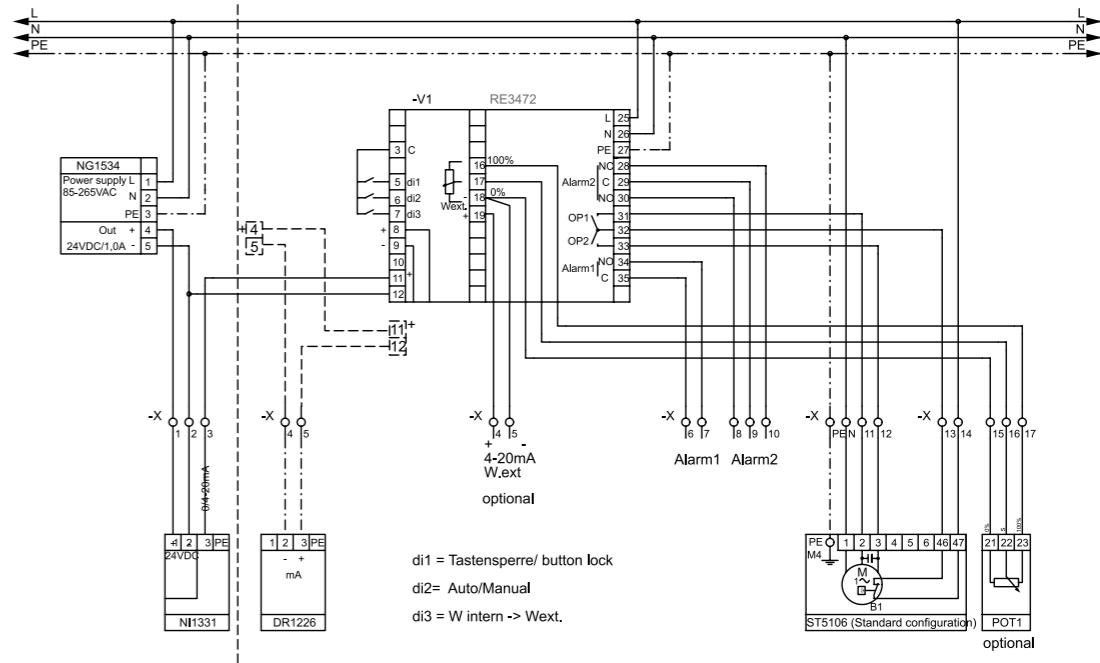 L L
N N
PE PE
-V1 RE3472
L 25
N 26
3 C PE 27
NG1534 16 100% NC 28
Power supply L 1 5 di1 17 Alarm2 C 29
85-265VAC 6 di2 18 - 0% NO 30
N 2 7 di3 Wext. 19 + OP1 31
PE 3 + 8 32
Out + 4 - 9 OP2 33
24VDC/1,0A - 5 10 NO 34
+ 4 11 + Alarm1 C 35
5 12
11 +
12
-X 1 2 3 -X 4 5 -X 4 5 6 7 8 9 10 -X PE N 11 12 -X 13 14 15 16 17
+ -
4-20mA
W.ext
Alarm1 Alarm2
optional
0/4-20mA
0% S 100%
+1 2 3 PE 1 2 3 PE PE 1 2 3 4 5 6 46 47 21 22 23
24VDC - + M4
mA M
1~
B1
NI1331 DR1226 ST5106 (Standard configuration) POT1
optional
di1 = Tastensperre/ button lock
di2= Auto/Manual
di3 = W intern -> Wext.